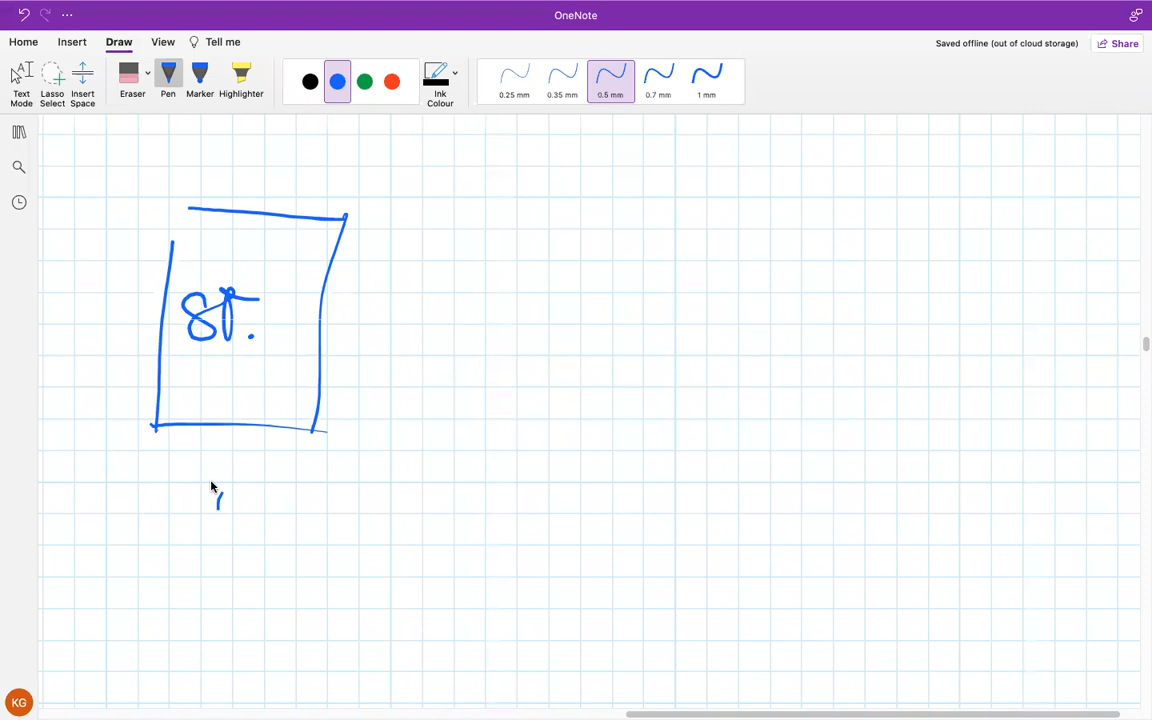 OneNote
Home Insert Draw View Tell me
Saved offline (out of cloud storage) Share
Text Mode
Lasso Select
Insert Space
Eraser
Pen
Marker
Highlighter
Ink Colour
0.25 mm
0.35 mm
0.5 mm
0.7 mm
1 mm
KG